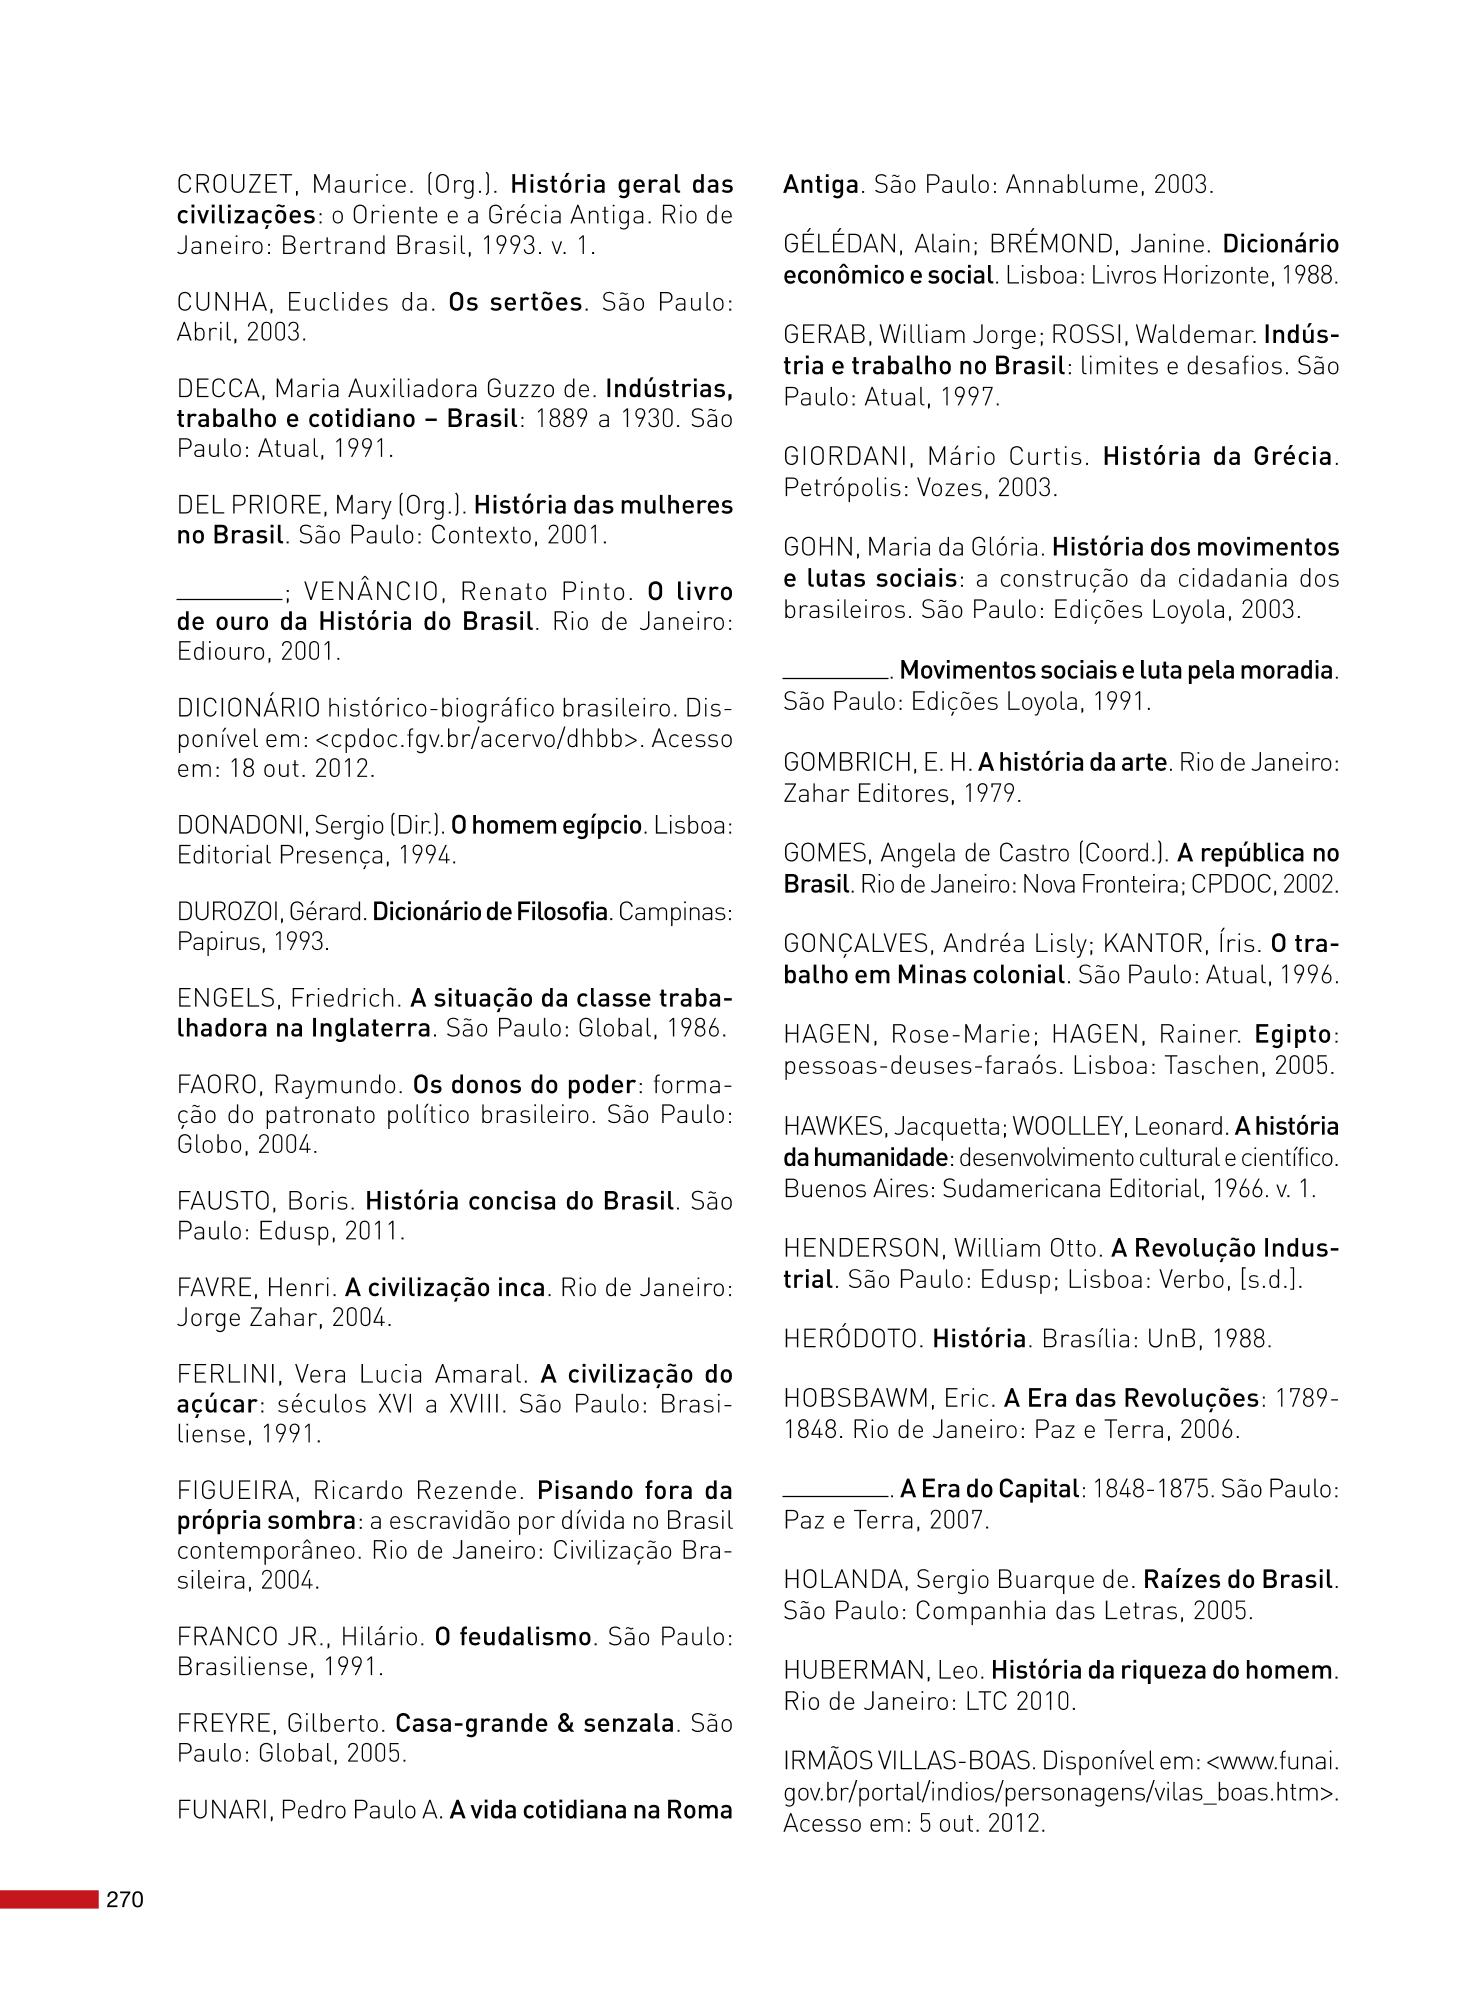 CROUZET, Maurice. (Org.). História geral das
civilizações: o Oriente e a Grécia Antiga. Rio de
Janeiro: Bertrand Brasil, 1993. v. 1.
CUNHA, Euclides da. Os sertões. São Paulo:
Abril, 2003.
DECCA, Maria Auxiliadora Guzzo de. Indústrias,
trabalho e cotidiano – Brasil: 1889 a 1930. São
Paulo: Atual, 1991.
DEL PRIORE, Mary (Org.). História das mulheres
no Brasil. São Paulo: Contexto, 2001.
________; VENÂNCIO, Renato Pinto. O livro
de ouro da História do Brasil. Rio de Janeiro:
Ediouro, 2001.
DICIONÁRIO histórico-biográfico brasileiro. Dis-
ponível em: <cpdoc.fgv.br/acervo/dhbb>. Acesso
em: 18 out. 2012.
DONADONI, Sergio (Dir.). O homem egípcio. Lisboa:
Editorial Presença, 1994.
DUROZOI, Gérard. Dicionário de Filosofia. Campinas:
Papirus, 1993.
ENGELS, Friedrich. A situação da classe traba-
lhadora na Inglaterra. São Paulo: Global, 1986.
FAORO, Raymundo. Os donos do poder: forma-
ção do patronato político brasileiro. São Paulo:
Globo, 2004.
FAUSTO, Boris. História concisa do Brasil. São
Paulo: Edusp, 2011.
FAVRE, Henri. A civilização inca. Rio de Janeiro:
Jorge Zahar, 2004.
FERLINI, Vera Lucia Amaral. A civilização do
açúcar: séculos XVI a XVIII. São Paulo: Brasi-
liense, 1991.
FIGUEIRA, Ricardo Rezende. Pisando fora da
própria sombra: a escravidão por dívida no Brasil
contemporâneo. Rio de Janeiro: Civilização Bra-
sileira, 2004.
FRANCO JR., Hilário. O feudalismo. São Paulo:
Brasiliense, 1991.
FREYRE, Gilberto. Casa-grande & senzala. São
Paulo: Global, 2005.
FUNARI, Pedro Paulo A. A vida cotidiana na Roma
Antiga. São Paulo: Annablume, 2003.
GÉLÉDAN, Alain; BRÉMOND, Janine. Dicionário
econômico e social. Lisboa: Livros Horizonte, 1988.
GERAB, William Jorge; ROSSI, Waldemar. Indús-
tria e trabalho no Brasil: limites e desafios. São
Paulo: Atual, 1997.
GIORDANI, Mário Curtis. História da Grécia.
Petrópolis: Vozes, 2003.
GOHN, Maria da Glória. História dos movimentos
e lutas sociais: a construção da cidadania dos
brasileiros. São Paulo: Edições Loyola, 2003.
________. Movimentos sociais e luta pela moradia.
São Paulo: Edições Loyola, 1991.
GOMBRICH, E. H. A história da arte. Rio de Janeiro:
Zahar Editores, 1979.
GOMES, Angela de Castro (Coord.). A república no
Brasil. Rio de Janeiro: Nova Fronteira; CPDOC, 2002.
GONÇALVES, Andréa Lisly; KANTOR, Íris. O tra-
balho em Minas colonial. São Paulo: Atual, 1996.
HAGEN, Rose-Marie; HAGEN, Rainer. Egipto:
pessoas-deuses-faraós. Lisboa: Taschen, 2005.
HAWKES, Jacquetta; WOOLLEY, Leonard. A história
da humanidade: desenvolvimento cultural e científico.
Buenos Aires: Sudamericana Editorial, 1966. v. 1.
HENDERSON, William Otto. A Revolução Indus-
trial. São Paulo: Edusp; Lisboa: Verbo, [s.d.].
HERÓDOTO. História. Brasília: UnB, 1988.
HOBSBAWM, Eric. A Era das Revoluções: 1789-
1848. Rio de Janeiro: Paz e Terra, 2006.
________. A Era do Capital: 1848-1875. São Paulo:
Paz e Terra, 2007.
HOLANDA, Sergio Buarque de. Raízes do Brasil.
São Paulo: Companhia das Letras, 2005.
HUBERMAN, Leo. História da riqueza do homem.
Rio de Janeiro: LTC 2010.
IRMÃOS VILLAS-BOAS. Disponível em: <www.funai.
gov.br/portal/indios/personagens/vilas_boas.htm>.
Acesso em: 5 out. 2012.
270